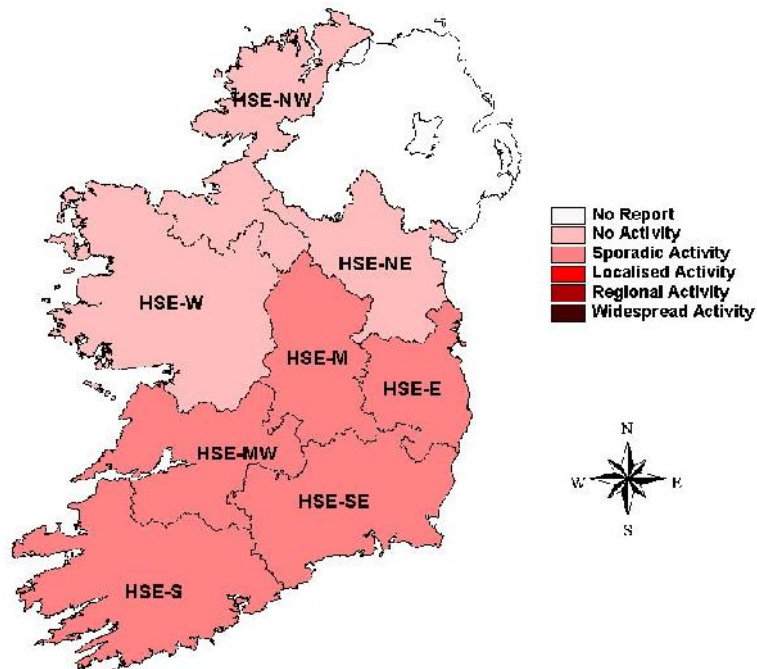 HSE-NW
No Report
No Activity
Sporadic Activity
Localised Activity
Regional Activity
Widespread Activity
HSE-NE
HSE-W
HSE-M
HSE-E
HSE-MW
HSE-SE
HSE-S
N
W E
S